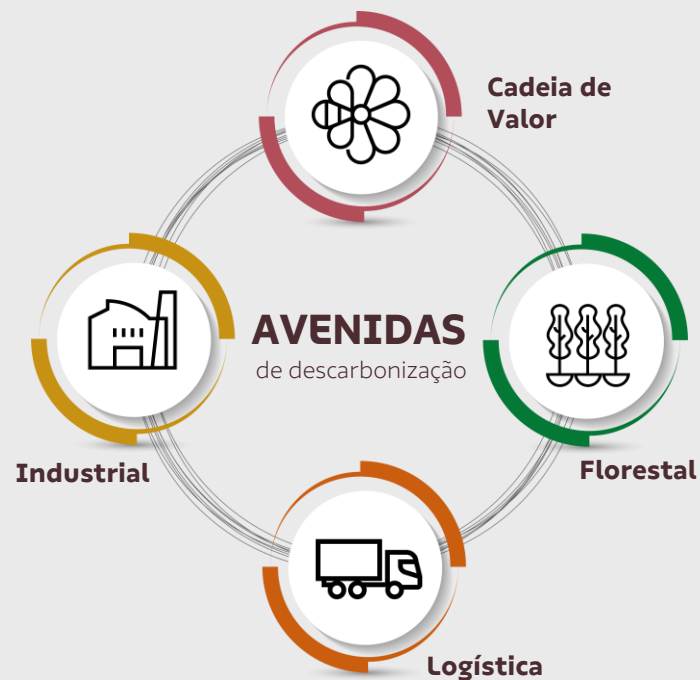 Cadeia de
Valor
AVENIDAS
de descarbonização
Industrial
Florestal
Logística